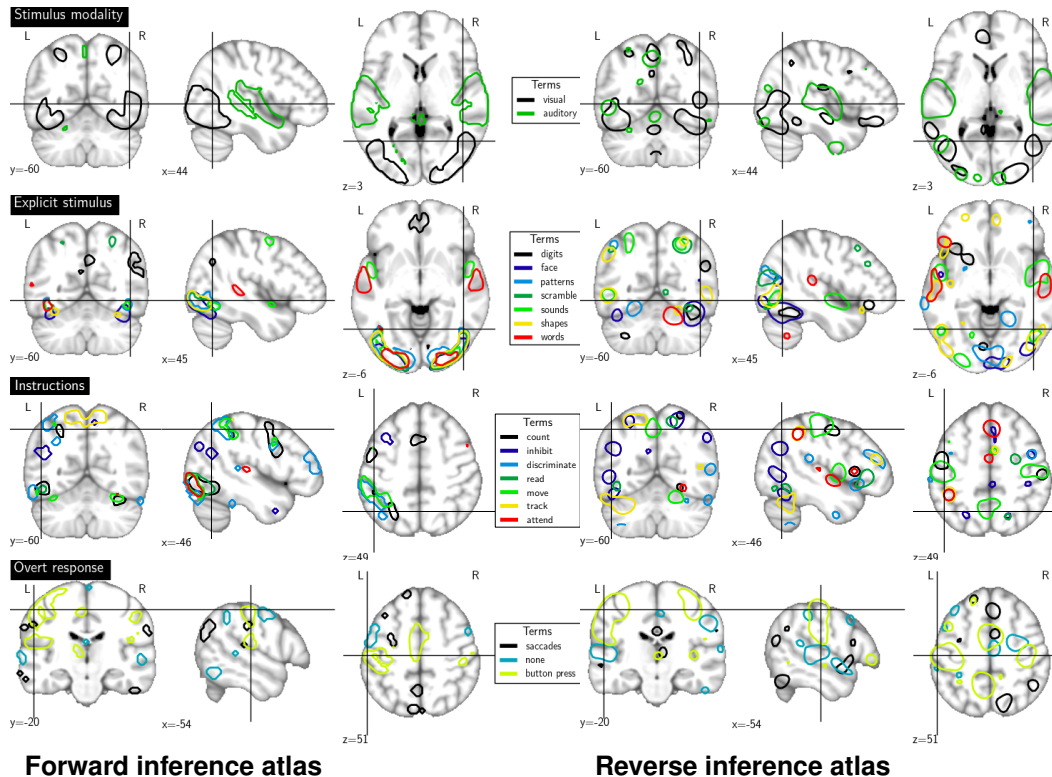 Stimulus modality
L R L R
Terms
visual
auditory
y=-60 x=44 z=3 y=-60 x=44 z=3
Explicit stimulus
L R L R
Terms
digits
face
patterns
scramble
sounds
shapes
words
y=-60 x=45 z=-6 y=-60 x=45 z=-6
Instructions
L R L R
Terms
count
inhibit
discriminate
read
move
track
attend
y=-60 x=-46 z=49 y=-60 x=-46 z=49
Overt response
L R L R
Terms
saccades
none
button press
y=-20 x=-54 z=51 y=-20 x=-54 z=51
Forward inference atlas Reverse inference atlas